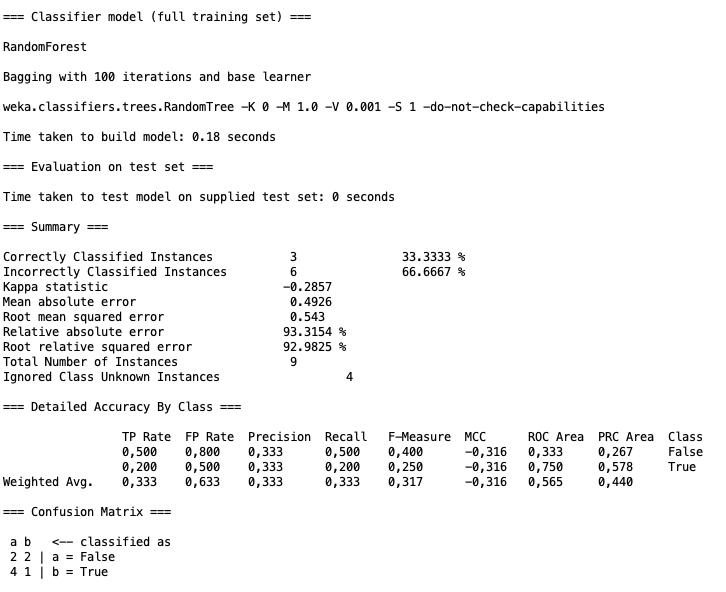 === Classifier model (full training set) ===
RandomForest
Bagging with 100 iterations and base learner
weka.classifiers.trees.RandomTree -K 0 -M 1.0 -V 0.001 -S 1 -do-not-check-capabilities
Time taken to build model: 0.18 seconds
=== Evaluation on test set ===
Time taken to test model on supplied test set: 0 seconds
=== Summary ===
Correctly Classified Instances 3 33.3333 %
Incorrectly Classified Instances 6 66.6667 %
Kappa statistic -0.2857
Mean absolute error 0.4926
Root mean squared error 0.543
Relative absolute error 93.3154 %
Root relative squared error 92.9825 %
Total Number of Instances 9
Ignored Class Unknown Instances 4
=== Detailed Accuracy By Class ===
TP Rate FP Rate Precision Recall F-Measure MCC ROC Area PRC Area Class
0,500 0,800 0,333 0,500 0,400 -0,316 0,333 0,267 False
0,200 0,500 0,333 0,200 0,250 -0,316 0,750 0,578 True
Weighted Avg. 0,333 0,633 0,333 0,333 0,317 -0,316 0,565 0,440
=== Confusion Matrix ===
a b <-- classified as
2 2 | a = False
4 1 | b = True